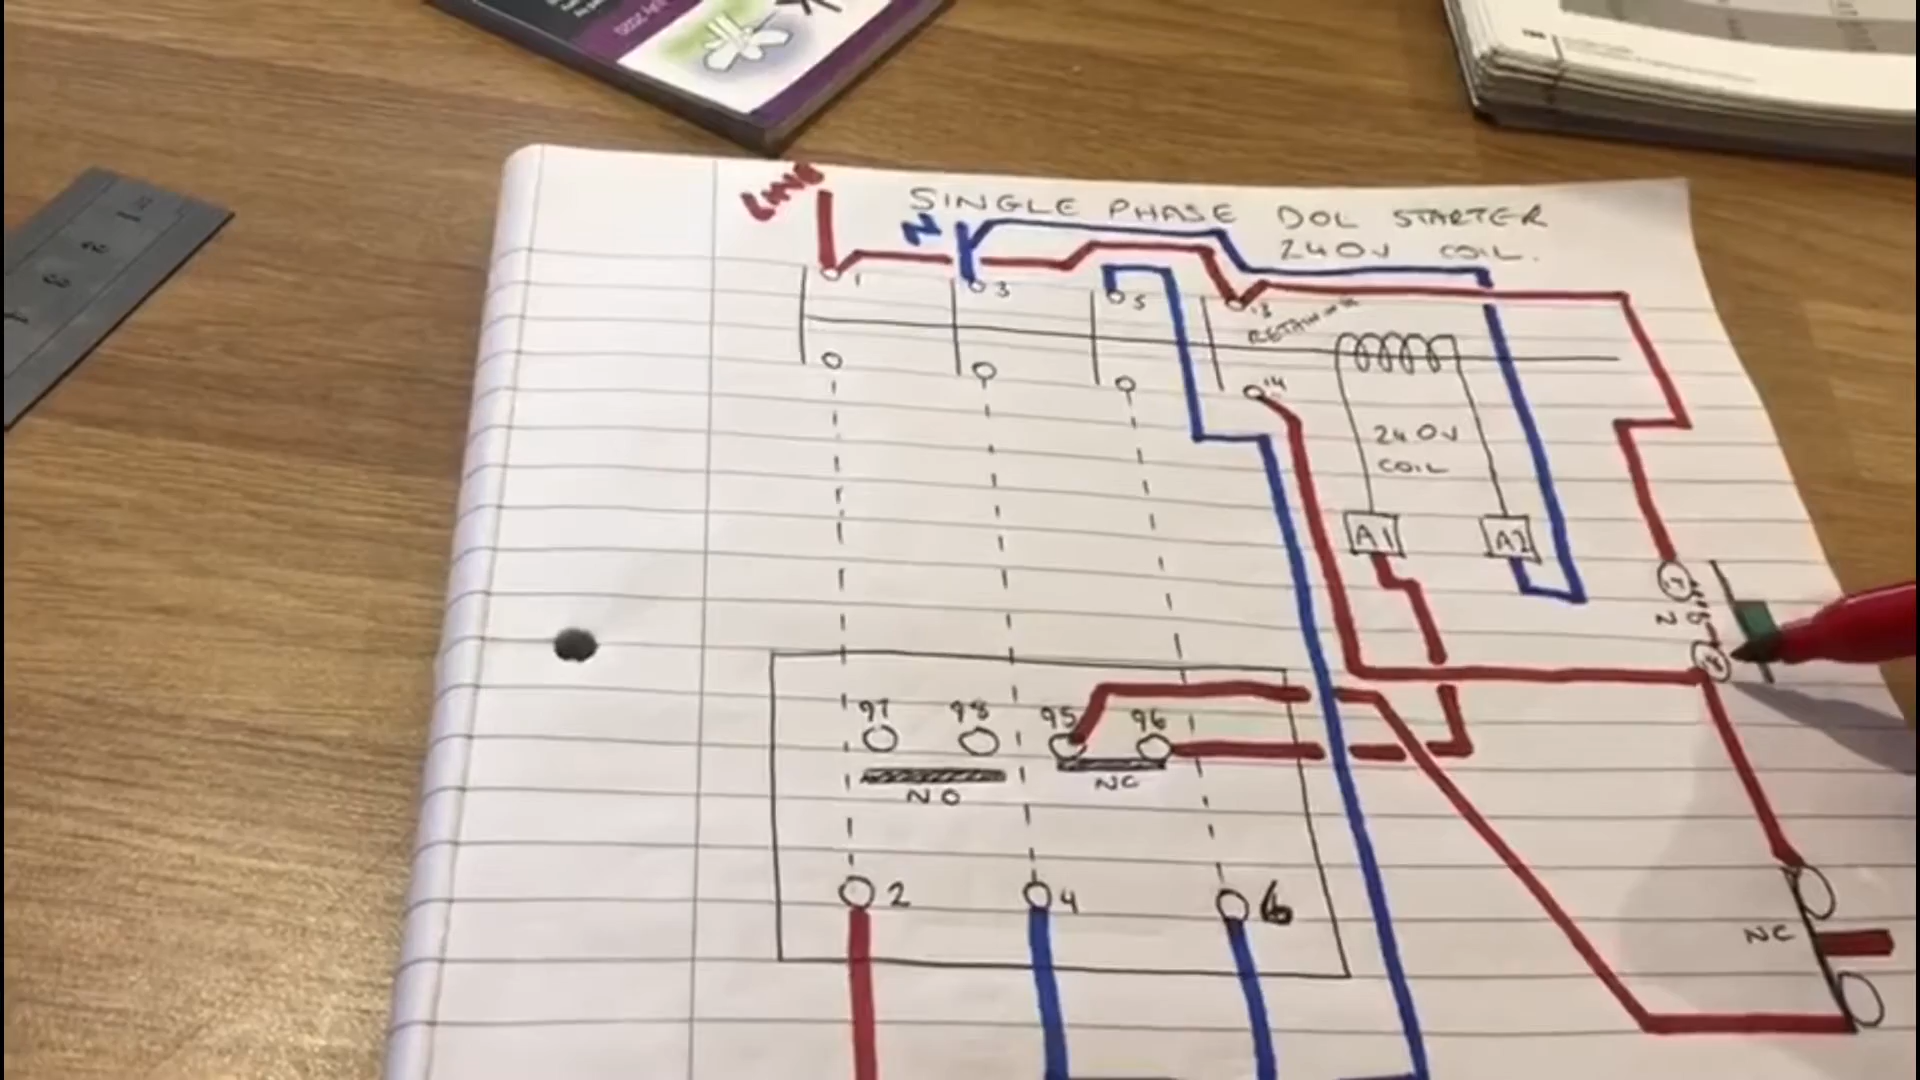 LINE
SINGLE PHASE DOL STARTER
N
240V COIL.
1
3
5
13
14
240V
COIL
A1
A2
97
98
95
96
NO
NC
2
4
6
NC